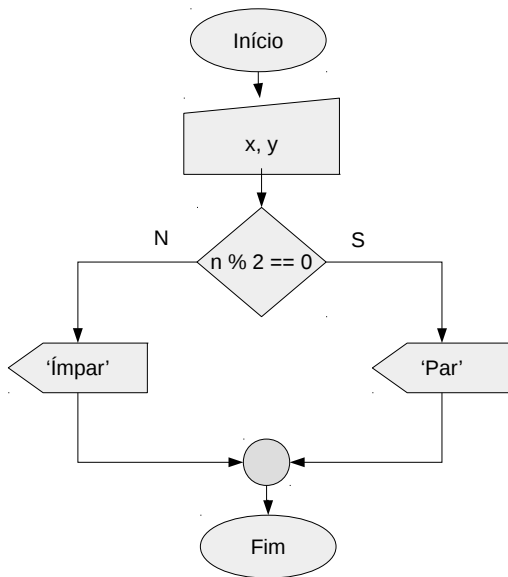 Início
x, y
N
S
n % 2 == 0
‘Ímpar’
‘Par’
Fim